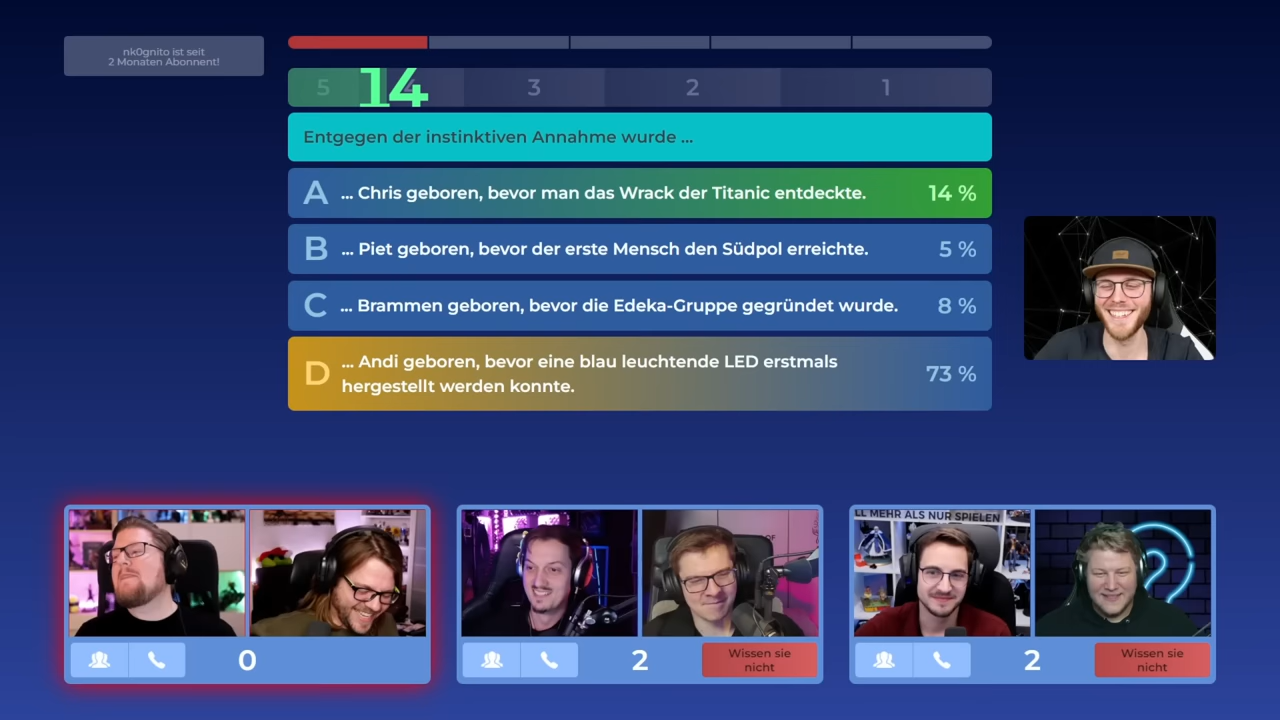 nk0gnito ist seit
2 Monaten Abonnent!
5 14 3 2 1
Entgegen der instinktiven Annahme wurde ...
A ... Chris geboren, bevor man das Wrack der Titanic entdeckte. 14 %
B ... Piet geboren, bevor der erste Mensch den Südpol erreichte. 5 %
C ... Brammen geboren, bevor die Edeka-Gruppe gegründet wurde. 8 %
D ... Andi geboren, bevor eine blau leuchtende LED erstmals
hergestellt werden konnte. 73 %
LL MEHR ALS NUR SPIELEN
0
2
Wissen sie
nicht
2
Wissen sie
nicht